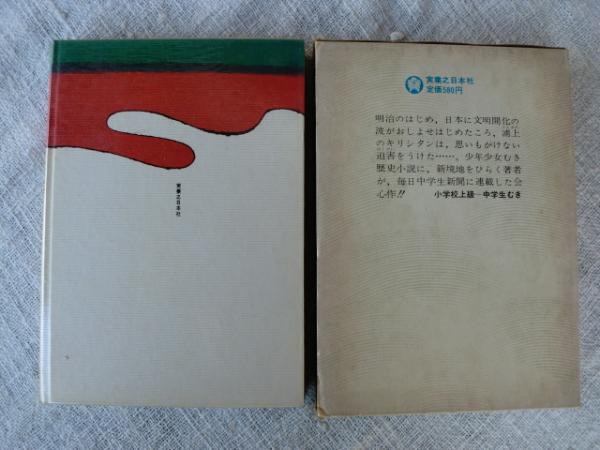 実業之日本社
実業之日本社
定価580円
明治のはじめ，日本に文明開化の
波がおしよせはじめたころ，浦上
のキリシタンは，思いもかけない
迫害をうけた……。少年少女むき
歴史小説に，新境地をひらく著者
が，毎日中学生新聞に連載した会
心作!!
小学校上級―中学生むき